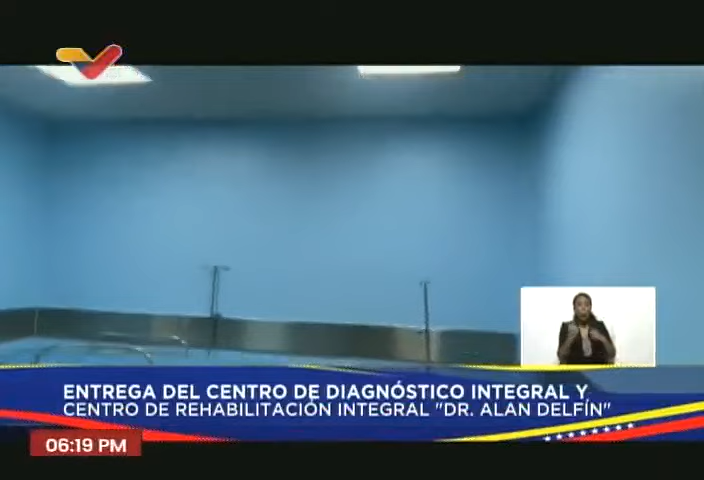 ENTREGA DEL CENTRO DE DIAGNÓSTICO INTEGRAL Y
CENTRO DE REHABILITACIÓN INTEGRAL "DR. ALAN DELFÍN"
06:19 PM